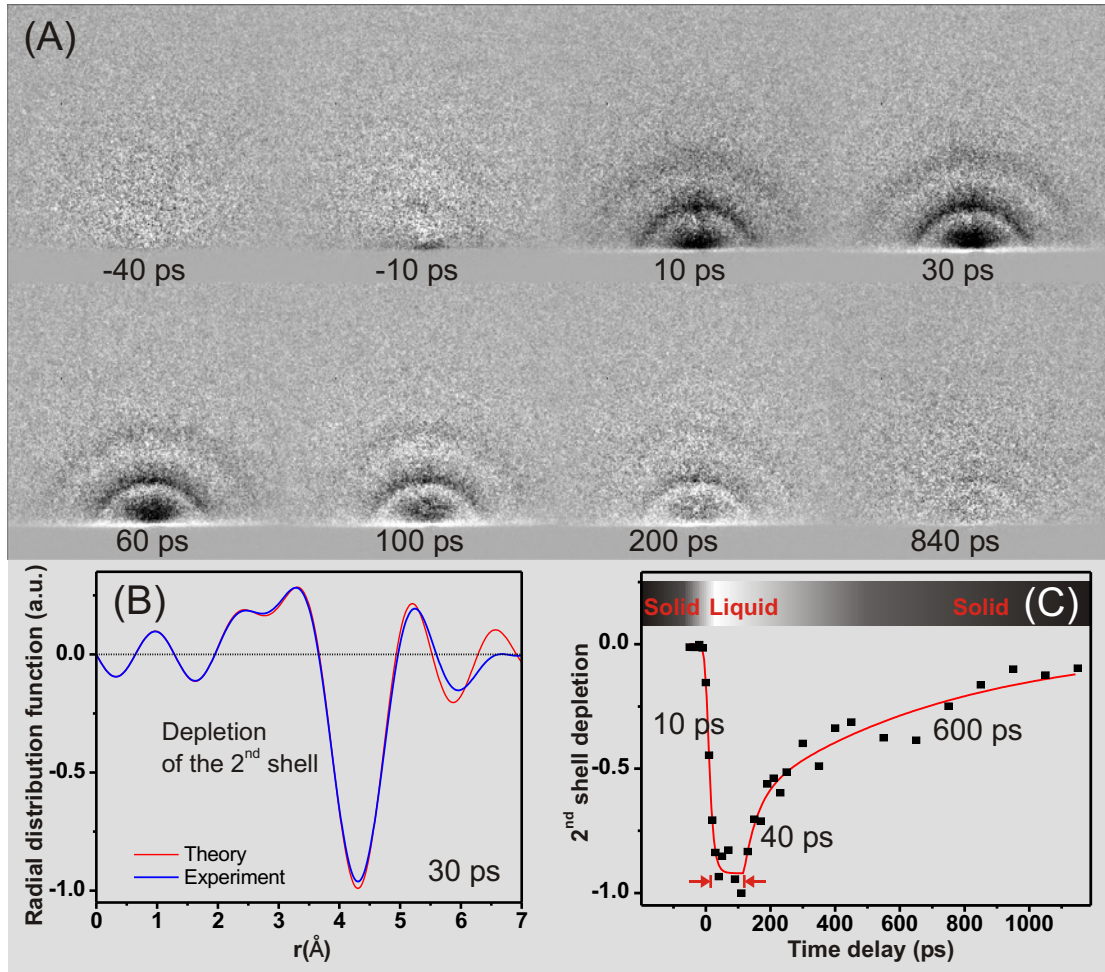 (A)
-40 ps
-10 ps
10 ps
30 ps
60 ps
100 ps
200 ps
840 ps
(B)
Radial distribution function (a.u.)
0.0
-0.5
-1.0
Depletion
of the 2nd shell
Theory
Experiment
30 ps
0 1 2 3 4 5 6 7
r(Å)
(C)
Solid Liquid Solid
2nd shell depletion
0.0
-0.5
-1.0
10 ps
600 ps
40 ps
0 200 400 600 800 1000
Time delay (ps)